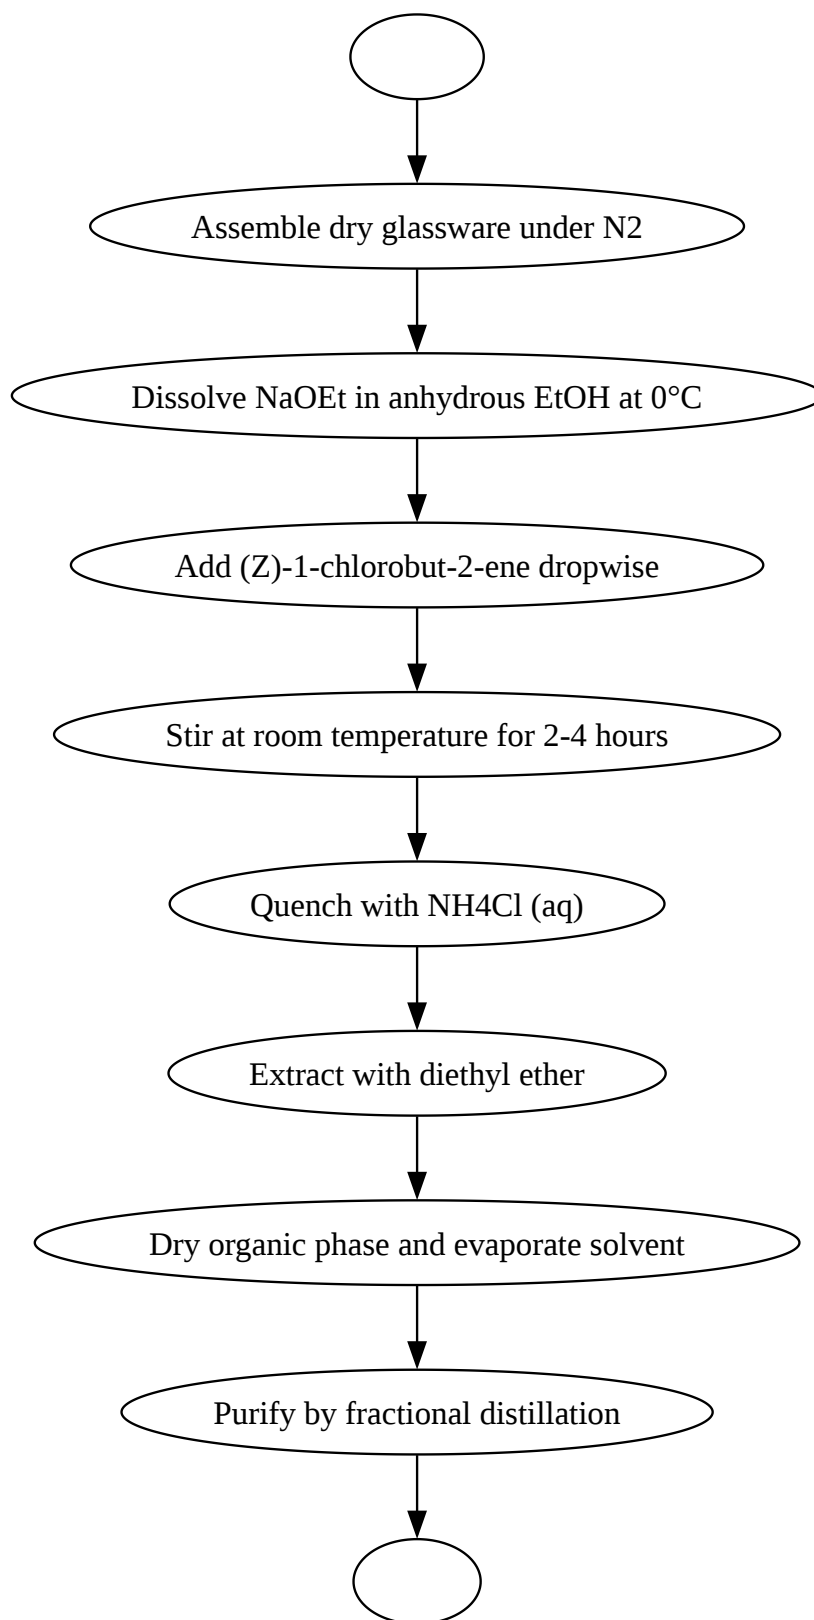 Assemble dry glassware under N2
Dissolve NaOEt in anhydrous EtOH at 0°C
Add (Z)-1-chlorobut-2-ene dropwise
Stir at room temperature for 2-4 hours
Quench with NH4Cl (aq)
Extract with diethyl ether
Dry organic phase and evaporate solvent
Purify by fractional distillation